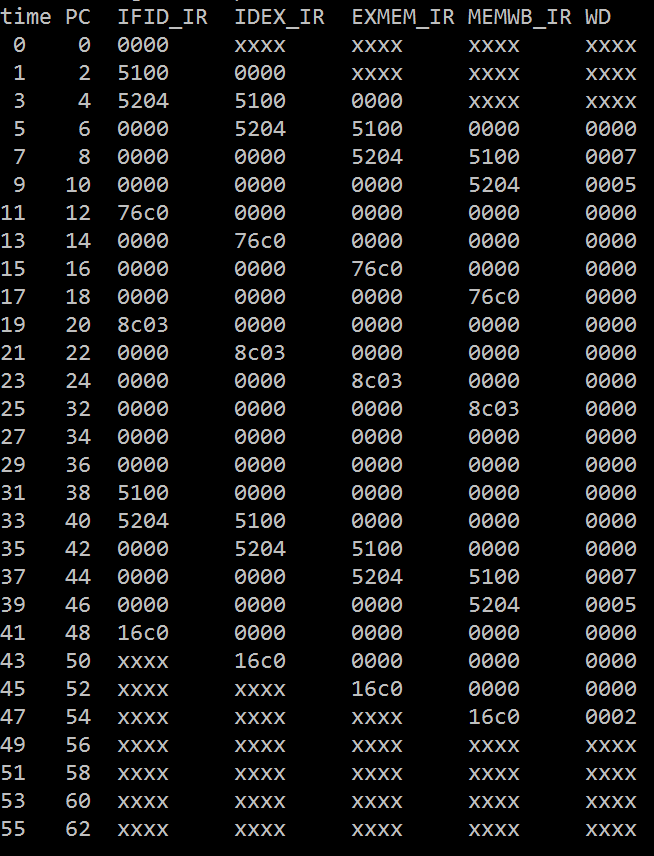 time PC IFID_IR IDEX_IR EXMEM_IR MEMWB_IR WD
0 0 0000 xxxx xxxx xxxx xxxx
1 2 5100 0000 xxxx xxxx xxxx
3 4 5204 5100 0000 xxxx xxxx
5 6 0000 5204 5100 0000 0000
7 8 0000 0000 5204 5100 0007
9 10 0000 0000 0000 5204 0005
11 12 76c0 0000 0000 0000 0000
13 14 0000 76c0 0000 0000 0000
15 16 0000 0000 76c0 0000 0000
17 18 0000 0000 0000 76c0 0000
19 20 8c03 0000 0000 0000 0000
21 22 0000 8c03 0000 0000 0000
23 24 0000 0000 8c03 0000 0000
25 32 0000 0000 0000 8c03 0000
27 34 0000 0000 0000 0000 0000
29 36 0000 0000 0000 0000 0000
31 38 5100 0000 0000 0000 0000
33 40 5204 5100 0000 0000 0000
35 42 0000 5204 5100 0000 0000
37 44 0000 0000 5204 5100 0007
39 46 0000 0000 0000 5204 0005
41 48 16c0 0000 0000 0000 0000
43 50 xxxx 16c0 0000 0000 0000
45 52 xxxx xxxx 16c0 0000 0000
47 54 xxxx xxxx xxxx 16c0 0002
49 56 xxxx xxxx xxxx xxxx xxxx
51 58 xxxx xxxx xxxx xxxx xxxx
53 60 xxxx xxxx xxxx xxxx xxxx
55 62 xxxx xxxx xxxx xxxx xxxx